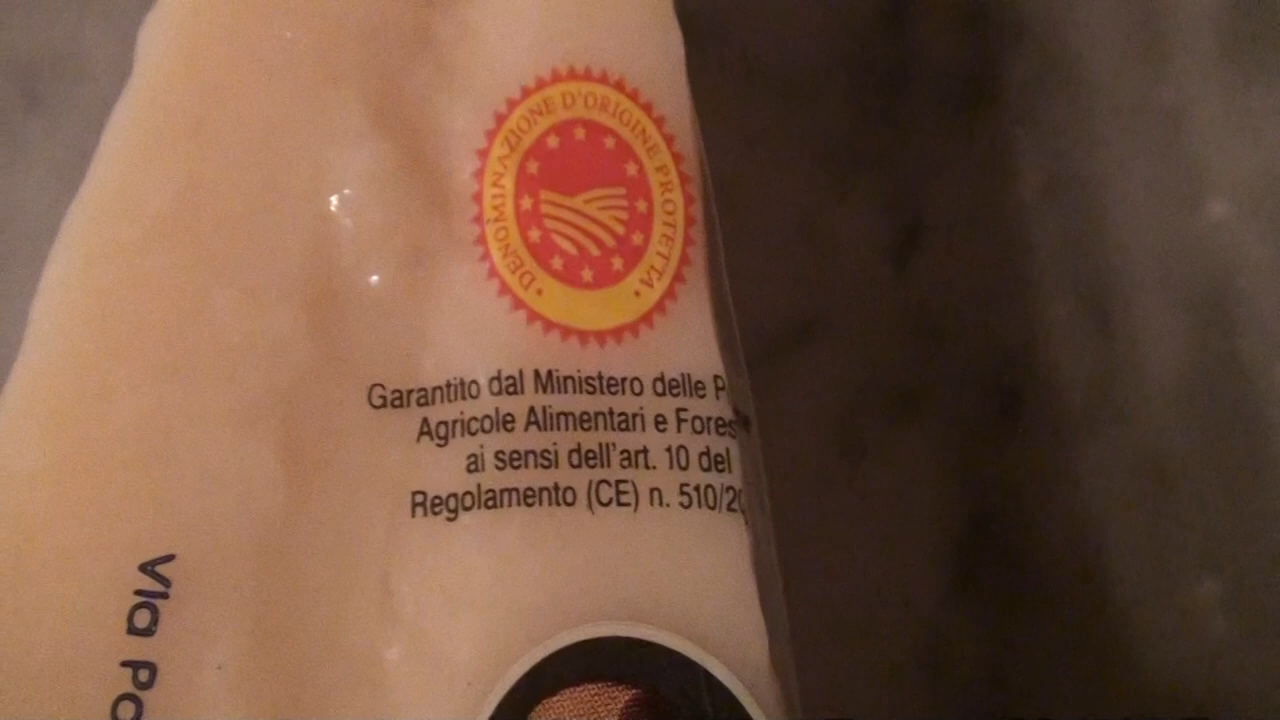 DENOMINAZIONE D'ORIGINE PROTETTA
Garantito dal Ministero delle
Agricole Alimentari e
ai sensi dell'art. 10 del
Regolamento (CE) n.
Via